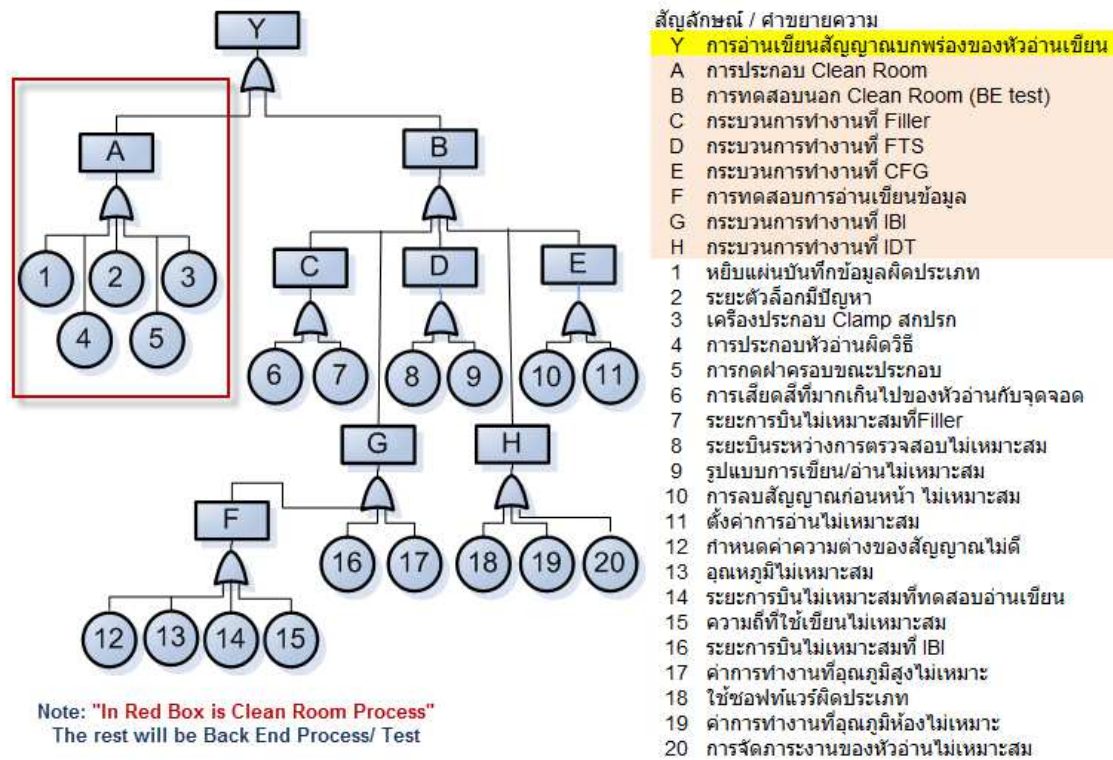 Y
A
B
C
D
E
1
2
3
4
5
6
7
8
9
10
11
G
H
F
16
17
18
19
20
12
13
14
15
Note: "In Red Box is Clean Room Process"
The rest will be Back End Process/ Test
สัญลักษณ์ / คำขยายความ
Y การอ่านเขียนสัญญาณบกพร่องของหัวอ่านเขียน
A การประกอบ Clean Room
B การทดสอบนอก Clean Room (BE test)
C กระบวนการทำงานที่ Filler
D กระบวนการทำงานที่ FTS
E กระบวนการทำงานที่ CFG
F การทดสอบการอ่านเขียนข้อมูล
G กระบวนการทำงานที่ IBI
H กระบวนการทำงานที่ IDT
1 หยิบแผ่นบันทึกข้อมูลผิดประเภท
2 ระยะตัวล็อกมีปัญหา
3 เครื่องประกอบ Clamp สกปรก
4 การประกอบหัวอ่านผิดวิธี
5 การกดฝาครอบขณะประกอบ
6 การเสียดสีที่มากเกินไปของหัวอ่านกับจุดจอด
7 ระยะการบินไม่เหมาะสมที่Filler
8 ระยะบินระหว่างการตรวจสอบไม่เหมาะสม
9 รูปแบบการเขียน/อ่านไม่เหมาะสม
10 การลบสัญญาณก่อนหน้า ไม่เหมาะสม
11 ตั้งค่าการอ่านไม่เหมาะสม
12 กำหนดค่าความต่างของสัญญาณไม่ดี
13 อุณหภูมิไม่เหมาะสม
14 ระยะการบินไม่เหมาะสมที่ทดสอบอ่านเขียน
15 ความถี่ที่ใช้เขียนไม่เหมาะสม
16 ระยะการบินไม่เหมาะสมที่ IBI
17 ค่าการทำงานที่อุณภูมิสูงไม่เหมาะ
18 ใช้ซอฟท์แวร์ผิดประเภท
19 ค่าการทำงานที่อุณภูมิห้องไม่เหมาะ
20 การจัดภาระงานของหัวอ่านไม่เหมาะสม